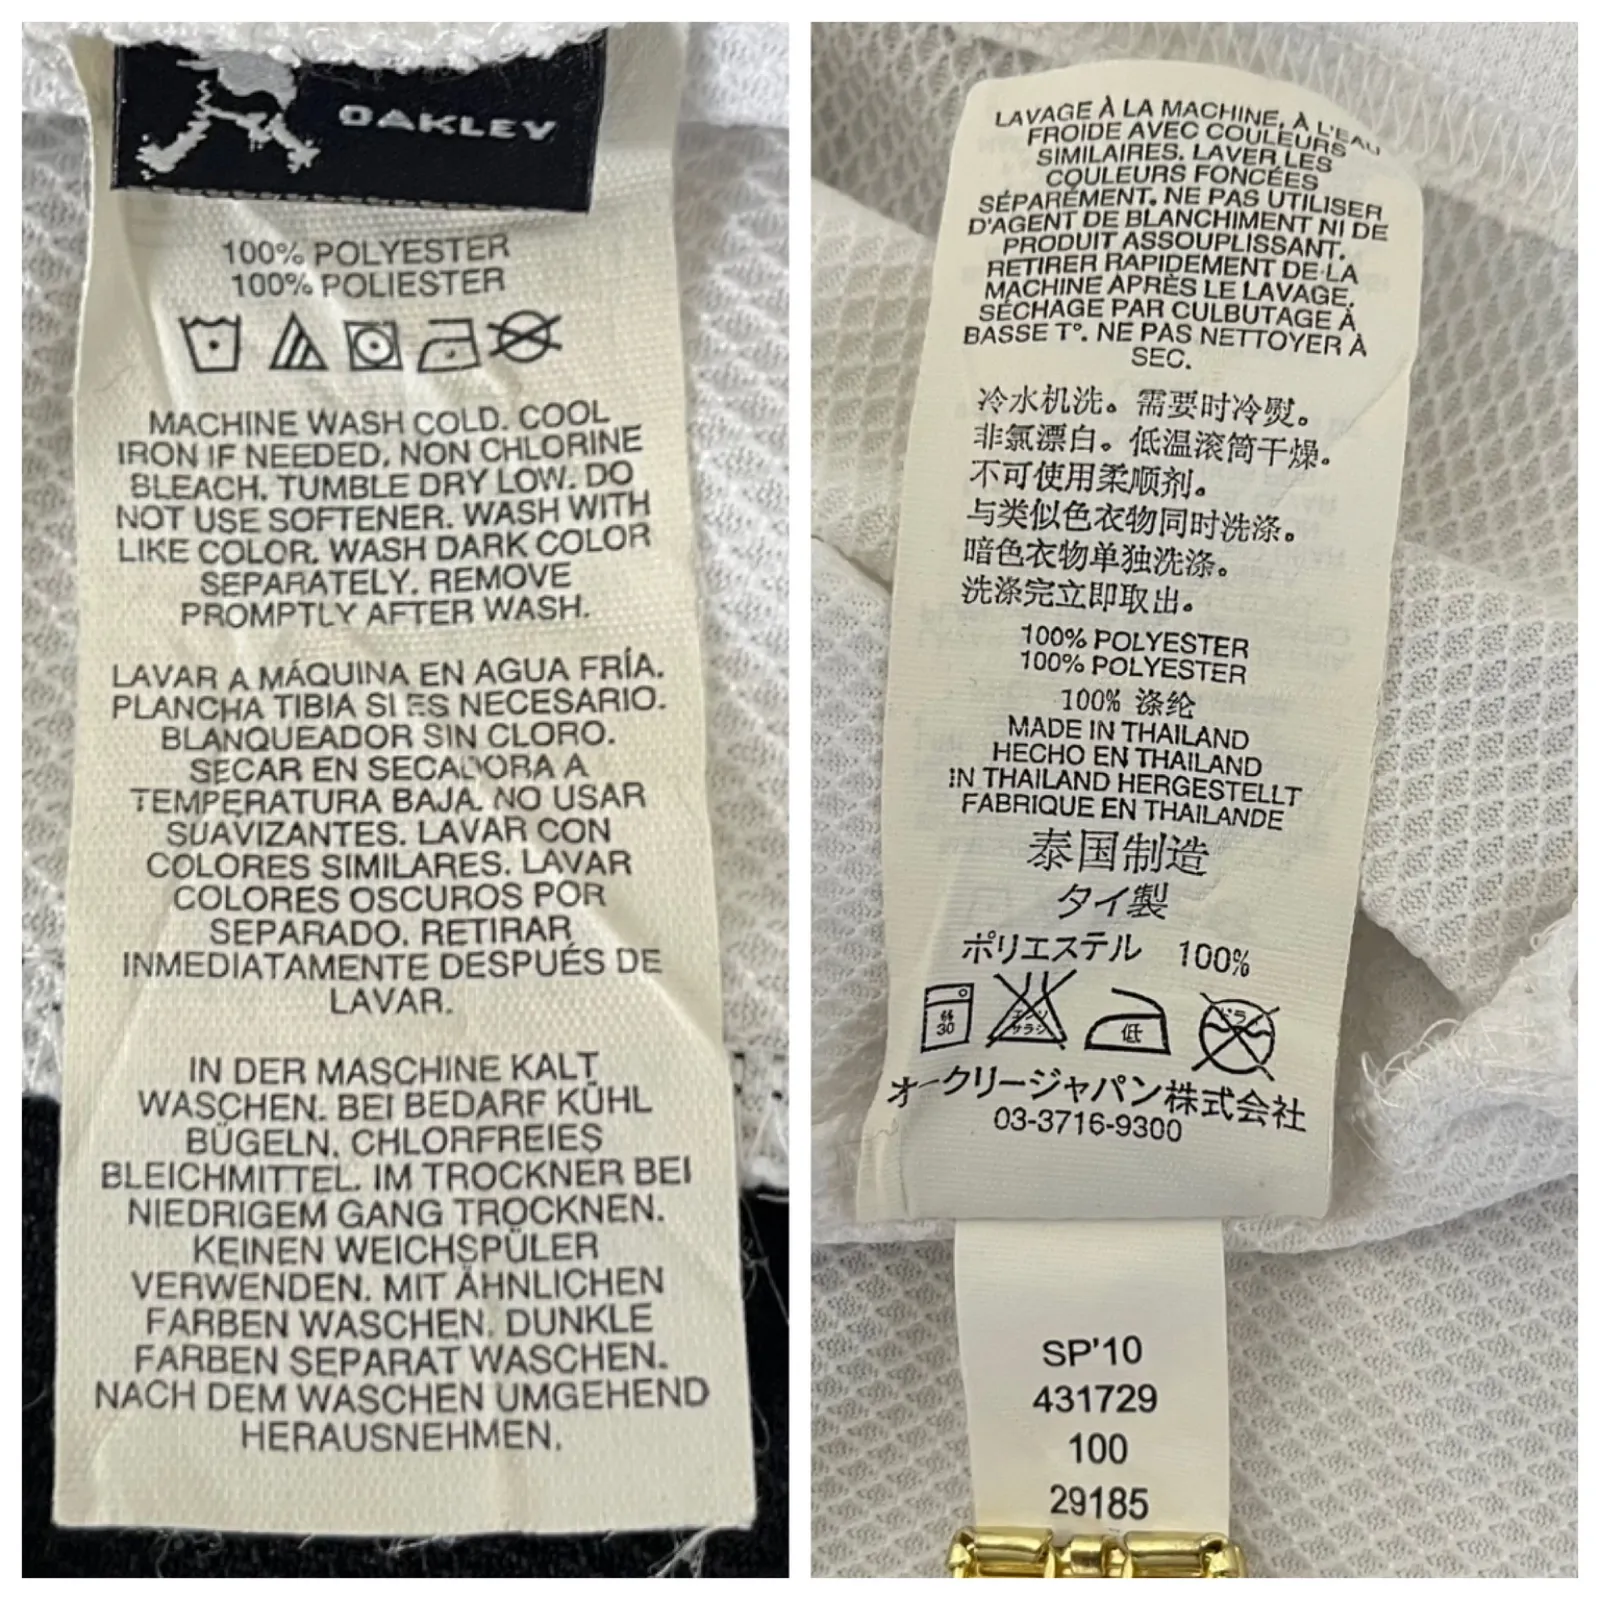 OAKLEY
100% POLYESTER
100% POLIESTER
MACHINE WASH COLD. COOL
IRON IF NEEDED. NON CHLORINE
BLEACH. TUMBLE DRY LOW. DO
NOT USE SOFTENER. WASH WITH
LIKE COLOR. WASH DARK COLOR
SEPARATELY. REMOVE
PROMPTLY AFTER WASH.
LAVAR A MÁQUINA EN AGUA FRÍA.
PLANCHA TIBIA SI ES NECESARIO.
BLANQUEADOR SIN CLORO.
SECAR EN SECADORA A
TEMPERATURA BAJA. NO USAR
SUAVIZANTES. LAVAR CON
COLORES SIMILARES. LAVAR
COLORES OSCUROS POR
SEPARADO. RETIRAR
INMEDIATAMENTE DESPUÉS DE
LAVAR.
IN DER MASCHINE KALT
WASCHEN. BEI BEDARF KÜHL
BÜGELN. CHLORFREIES
BLEICHMITTEL. IM TROCKNER BEI
NIEDRIGEM GANG TROCKNEN.
KEINEN WEICHSPÜLER
VERWENDEN. MIT ÄHNLICHEN
FARBEN WASCHEN. DUNKLE
FARBEN SEPARAT WASCHEN.
NACH DEM WASCHEN UMGEHEND
HERAUSNEHMEN.
LAVAGE À LA MACHINE, À L'EAU
FROIDE AVEC COULEURS
SIMILAIRES. LAVER LES
COULEURS FONCÉES
SÉPARÉMENT. NE PAS UTILISER
D'AGENT DE BLANCHIMENT NI DE
PRODUIT ASSOUPLISSANT.
RETIRER RAPIDEMENT DE LA
MACHINE APRÈS LE LAVAGE.
SÉCHAGE PAR CULBUTAGE À
BASSE T°. NE PAS NETTOYER À
SEC.
冷水机洗。需要时冷熨。
非氯漂白。低温滚筒干燥。
不可使用柔顺剂。
与类似色衣物同时洗涤。
暗色衣物单独洗涤。
洗涤完立即取出。
100% POLYESTER
100% POLYESTER
100% 涤纶
MADE IN THAILAND
HECHO EN THAILAND
IN THAILAND HERGESTELLT
FABRIQUE EN THAILANDE
泰国制造
タイ製
ポリエステル 100%
弱 30 エンソ サラシ 低 ドライ
オークリージャパン株式会社
03-3716-9300
SP'10
431729
100
29185